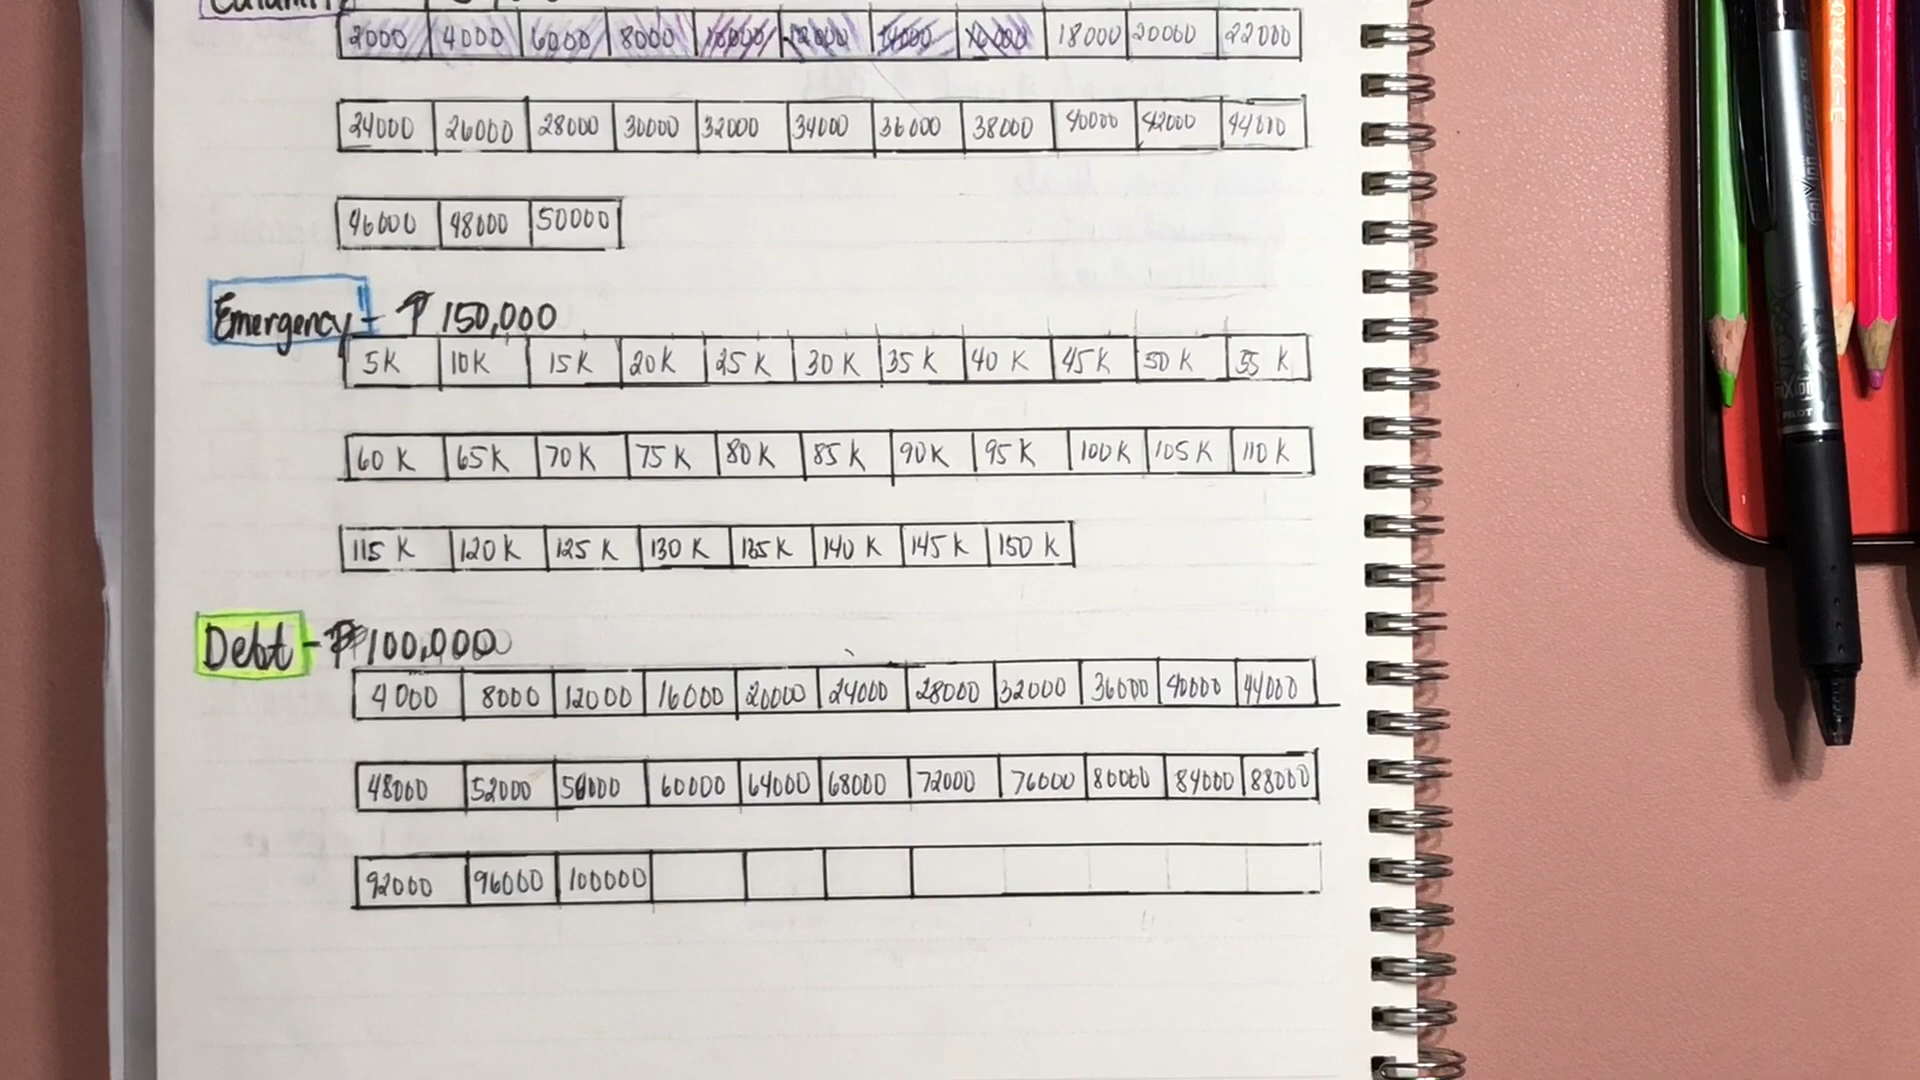 2000 4000 6000 8000 10000 12000 14000 16000 18000 20000 22000
24000 26000 28000 30000 32000 34000 36000 38000 40000 42000 44000
46000 48000 50000
Emergency - ₱ 150,000
5K 10K 15K 20K 25K 30K 35K 40K 45K 50K 55K
60K 65K 70K 75K 80K 85K 90K 95K 100K 105K 110K
115K 120K 125K 130K 135K 140K 145K 150K
Debt - ₱100,000
4000 8000 12000 16000 20000 24000 28000 32000 36000 40000 44000
48000 52000 56000 60000 64000 68000 72000 76000 80000 84000 88000
92000 96000 100000
PILOT